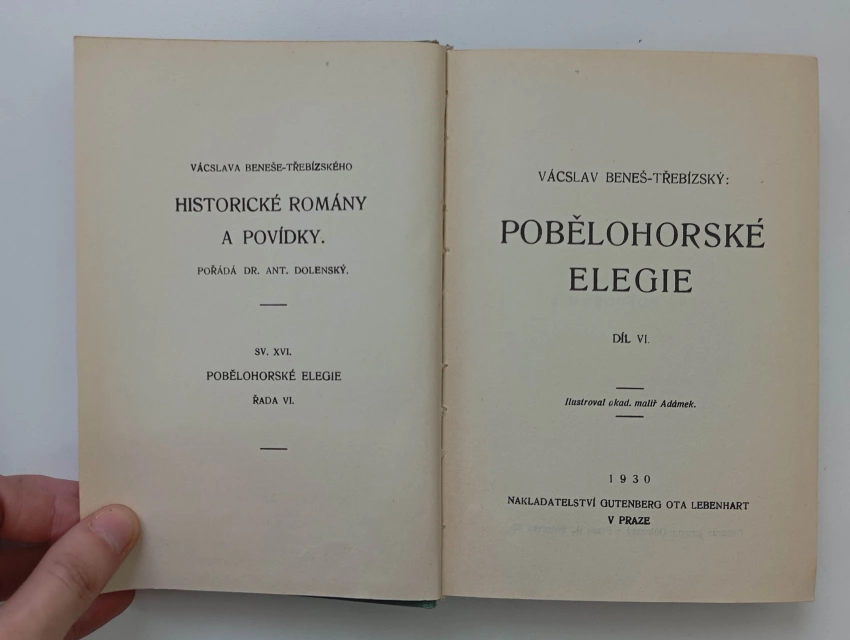 VÁCSLAVA BENEŠE-TŘEBÍZSKÉHO
HISTORICKÉ ROMÁNY
A POVÍDKY.
POŘÁDÁ DR. ANT. DOLENSKÝ.
SV. XVI.
POBĚLOHORSKÉ ELEGIE
ŘADA VI.
VÁCSLAV BENEŠ-TŘEBÍZSKÝ:
POBĚLOHORSKÉ
ELEGIE
DÍL VI.
Ilustroval akad. malíř Adámek.
1930
NAKLADATELSTVÍ GUTENBERG OTA LEBENHART
V PRAZE